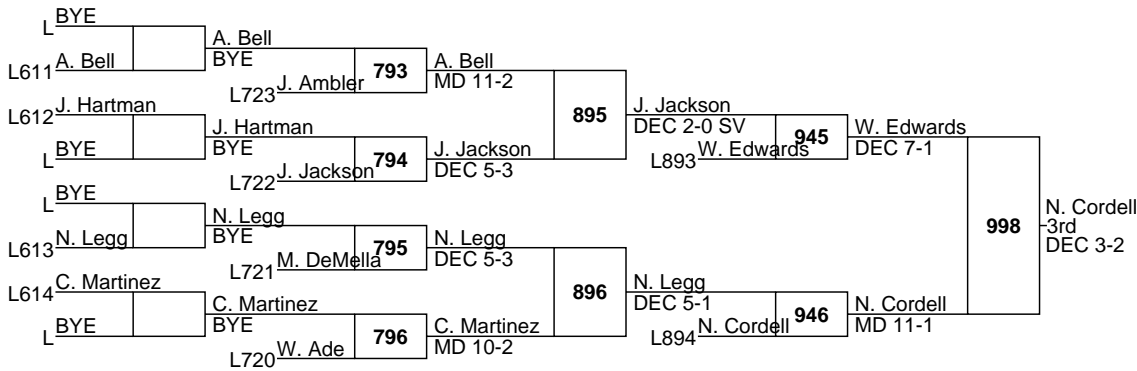 L BYE
L611 A. Bell
A. Bell
BYE
L723 J. Ambler
793
A. Bell
MD 11-2
L612 J. Hartman
L BYE
J. Hartman
BYE
L722 J. Jackson
794
J. Jackson
DEC 5-3
895
J. Jackson
DEC 2-0 SV
L893 W. Edwards
945
W. Edwards
DEC 7-1
L BYE
L613 N. Legg
N. Legg
BYE
L721 M. DeMella
795
N. Legg
DEC 5-3
L614 C. Martinez
L BYE
C. Martinez
BYE
L720 W. Ade
796
C. Martinez
MD 10-2
896
N. Legg
DEC 5-1
L894 N. Cordell
946
N. Cordell
MD 11-1
998
N. Cordell
3rd
DEC 3-2